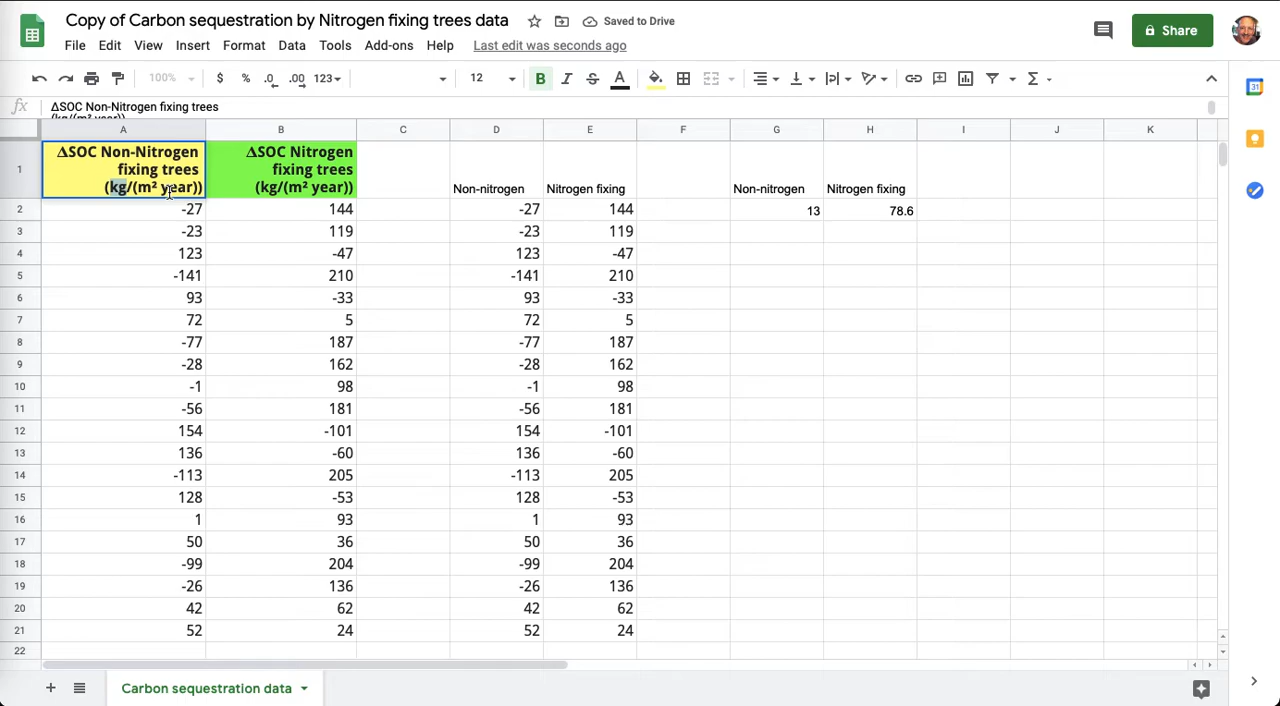 Copy of Carbon sequestration by Nitrogen fixing trees data
Saved to Drive
Share
File Edit View Insert Format Data Tools Add-ons Help Last edit was seconds ago
100% $ % .0 .00 123 12 B I S A
fx ΔSOC Non-Nitrogen fixing trees
(kg/(m² year))
A B C D E F G H I J K
1 ΔSOC Non-Nitrogen fixing trees (kg/(m² year)) ΔSOC Nitrogen fixing trees (kg/(m² year)) Non-nitrogen Nitrogen fixing Non-nitrogen Nitrogen fixing
2 -27 144 -27 144 13 78.6
3 -23 119 -23 119
4 123 -47 123 -47
5 -141 210 -141 210
6 93 -33 93 -33
7 72 5 72 5
8 -77 187 -77 187
9 -28 162 -28 162
10 -1 98 -1 98
11 -56 181 -56 181
12 154 -101 154 -101
13 136 -60 136 -60
14 -113 205 -113 205
15 128 -53 128 -53
16 1 93 1 93
17 50 36 50 36
18 -99 204 -99 204
19 -26 136 -26 136
20 42 62 42 62
21 52 24 52 24
22
Carbon sequestration data
31